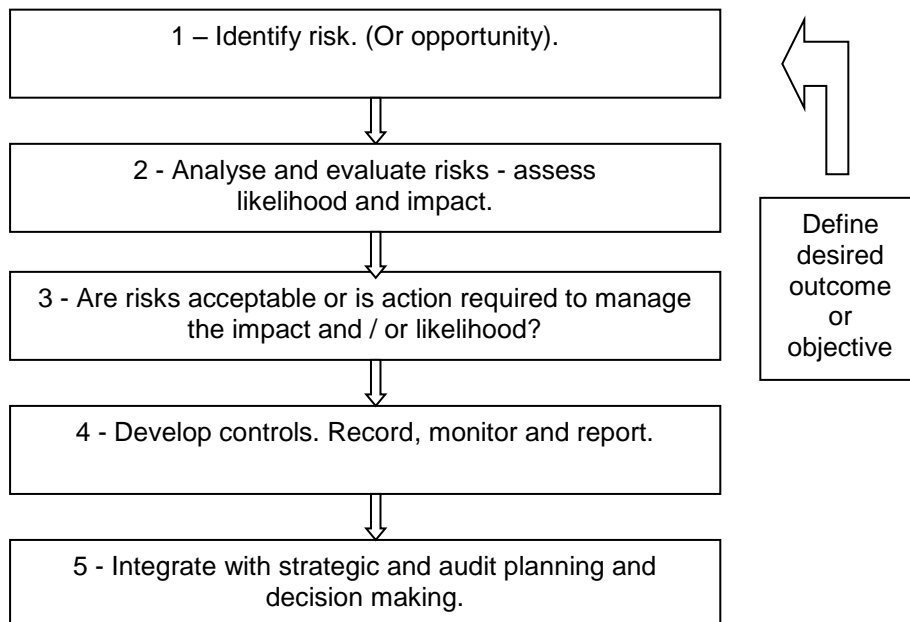 1 – Identify risk. (Or opportunity).
2 - Analyse and evaluate risks - assess
likelihood and impact.
3 - Are risks acceptable or is action required to manage
the impact and / or likelihood?
4 - Develop controls. Record, monitor and report.
5 - Integrate with strategic and audit planning and
decision making.
Define
desired
outcome
or
objective